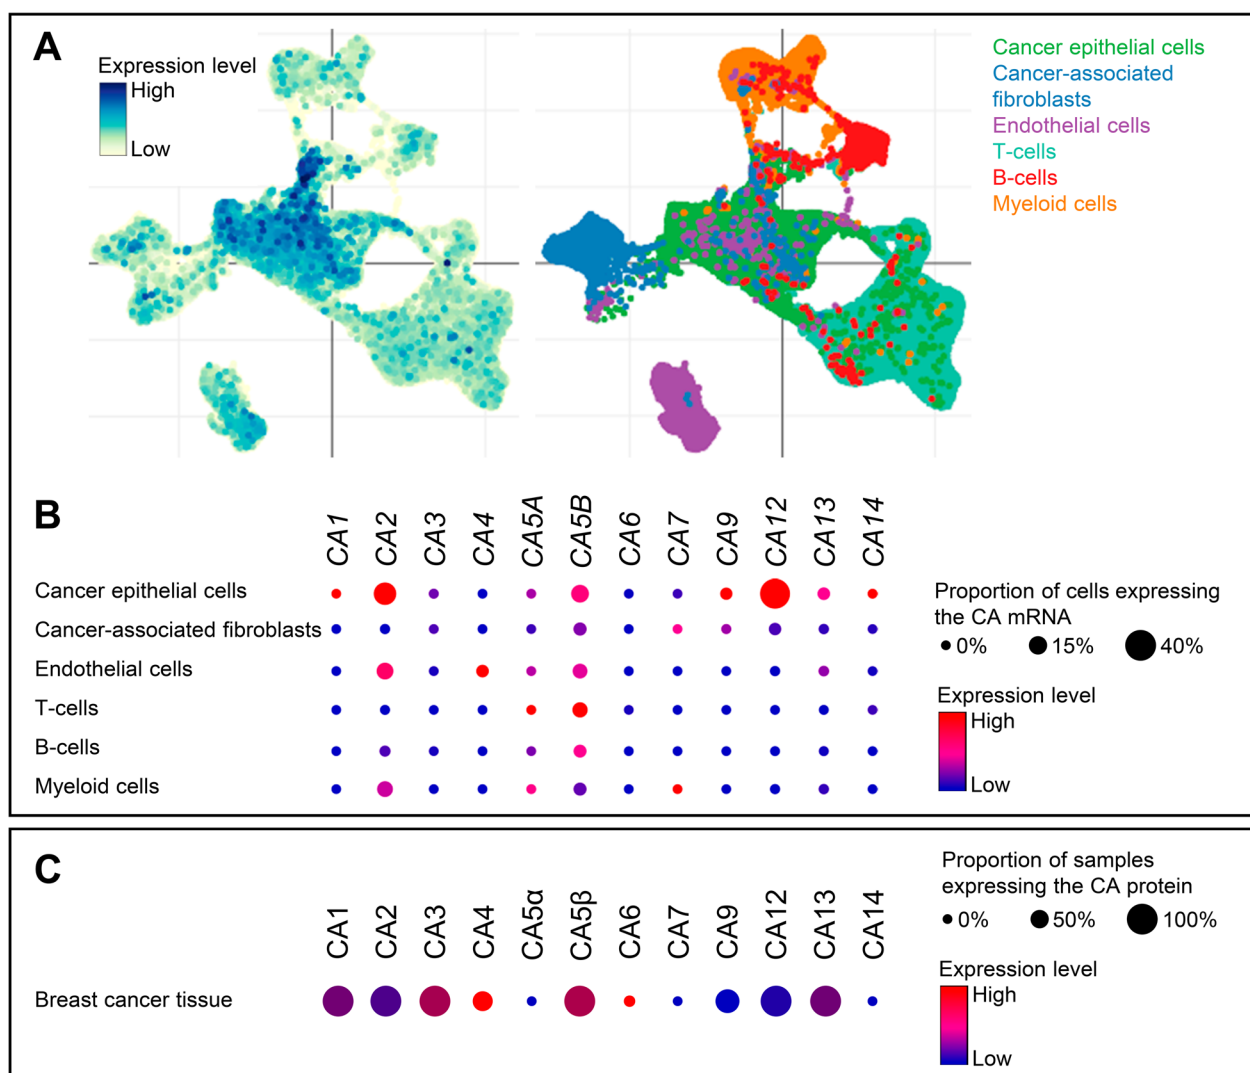 A
Expression level
High
Low
Cancer epithelial cells
Cancer-associated
fibroblasts
Endothelial cells
T-cells
B-cells
Myeloid cells
B
CA1 CA2 CA3 CA4 CA5A CA5B CA6 CA7 CA9 CA12 CA13 CA14
Cancer epithelial cells
Cancer-associated fibroblasts
Endothelial cells
T-cells
B-cells
Myeloid cells
Proportion of cells expressing
the CA mRNA
0% 15% 40%
Expression level
High
Low
C
CA1 CA2 CA3 CA4 CA5α CA5β CA6 CA7 CA9 CA12 CA13 CA14
Breast cancer tissue
Proportion of samples
expressing the CA protein
0% 50% 100%
Expression level
High
Low